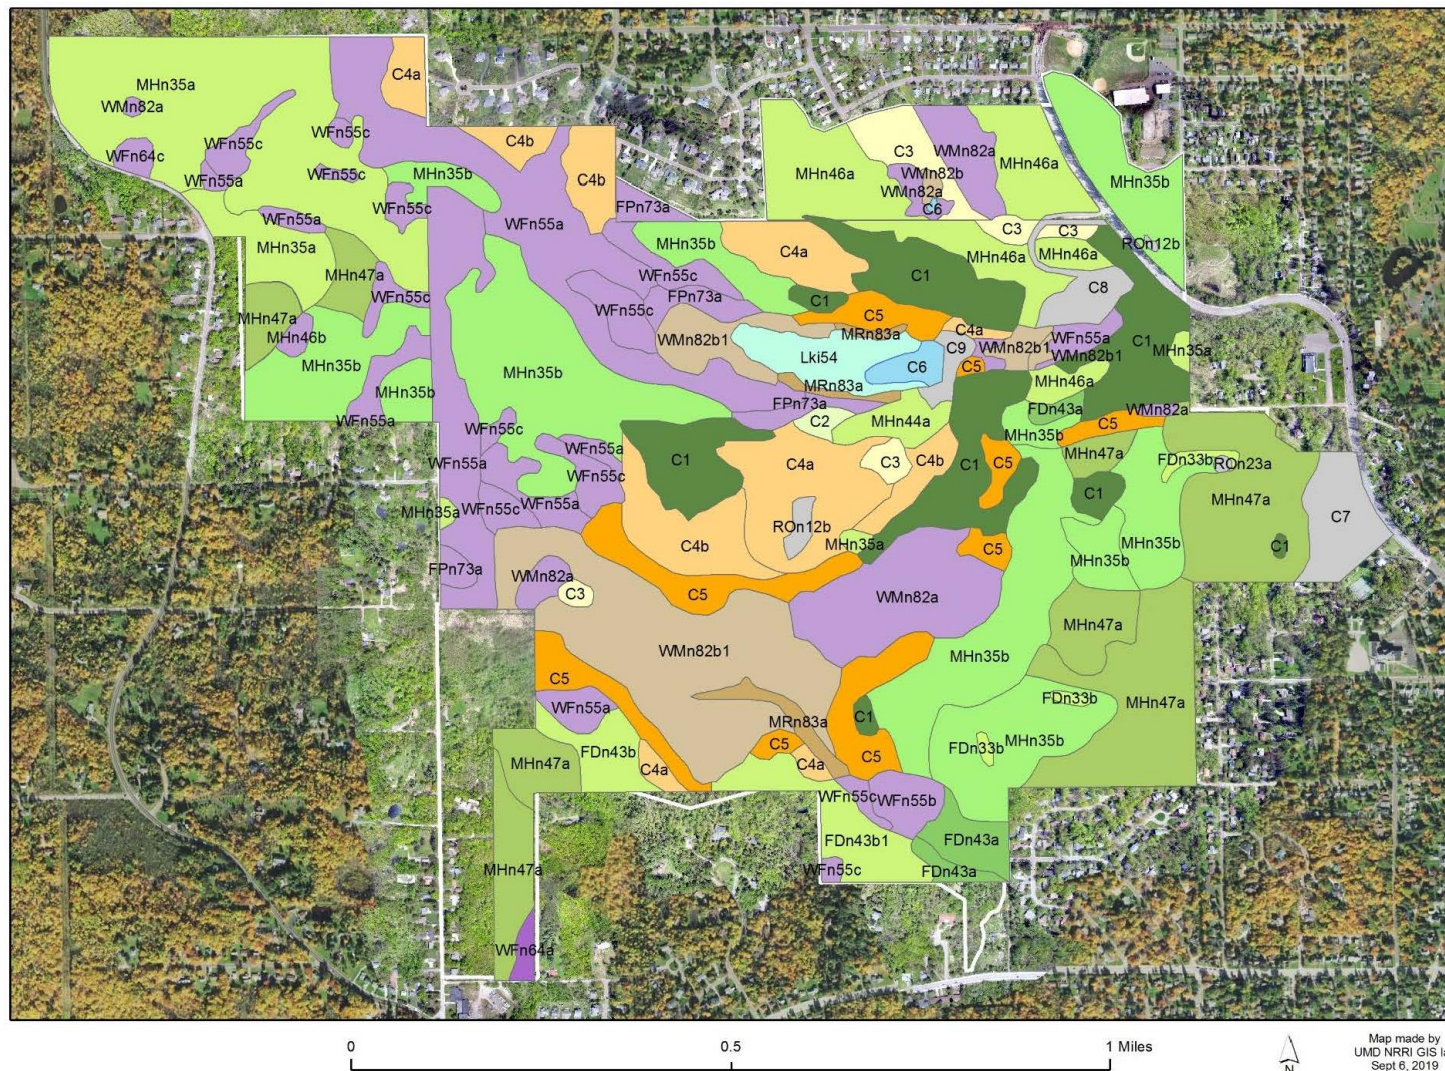 C4a
MHn35a
WMn82a
WFn55c
C4b
WFn55c
WFn64c
WFn55a
WFn55c
MHn35b
C4b
WFn55c
FPn73a
WFn55a
WFn55a
C3
WMn82a
MHn46a
MHn46a
WMn82b
WMn82a
C6
MHn35b
C3
C3
ROn12b
MHn35a
MHn47a
WFn55c
MHn35b
WFn55c
FPn73a
WFn55c
C4a
C1
MHn46a
MHn46a
C8
C1
C5
MHn47a
MHn46b
MHn35b
MHn35b
WFn55a
MHn35b
WMn82b1
MRn83a
Lki54
C6
MRn83a
FPn73a
C4a
C9
WMn82b1
C5
WFn55a
WMn82b1
C1
MHn35a
MHn46a
FDn43a
WMn82a
C2
MHn44a
MHn35b
C5
WFn55c
WFn55a
WFn55a
WFn55c
C1
C4a
C3
C4b
C1
C5
MHn47a
FDn33b
ROn23a
C1
MHn47a
C7
MHn35a
WFn55c
WFn55a
ROn12b
C4b
MHn35a
C5
MHn35b
MHn35b
C1
FPn73a
WMn82a
C3
C5
WMn82a
MHn47a
WMn82b1
MHn35b
C5
WFn55a
MRn83a
C1
FDn33b
MHn47a
C5
C5
FDn33b
MHn35b
MHn47a
FDn43b
C4a
C4a
WFn55c
WFn55b
FDn43b1
FDn43a
MHn47a
WFn55c
FDn43a
WFn64a
0
0.5
1 Miles
N
Map made by
UMD NRRI GIS
Sept 6, 2019